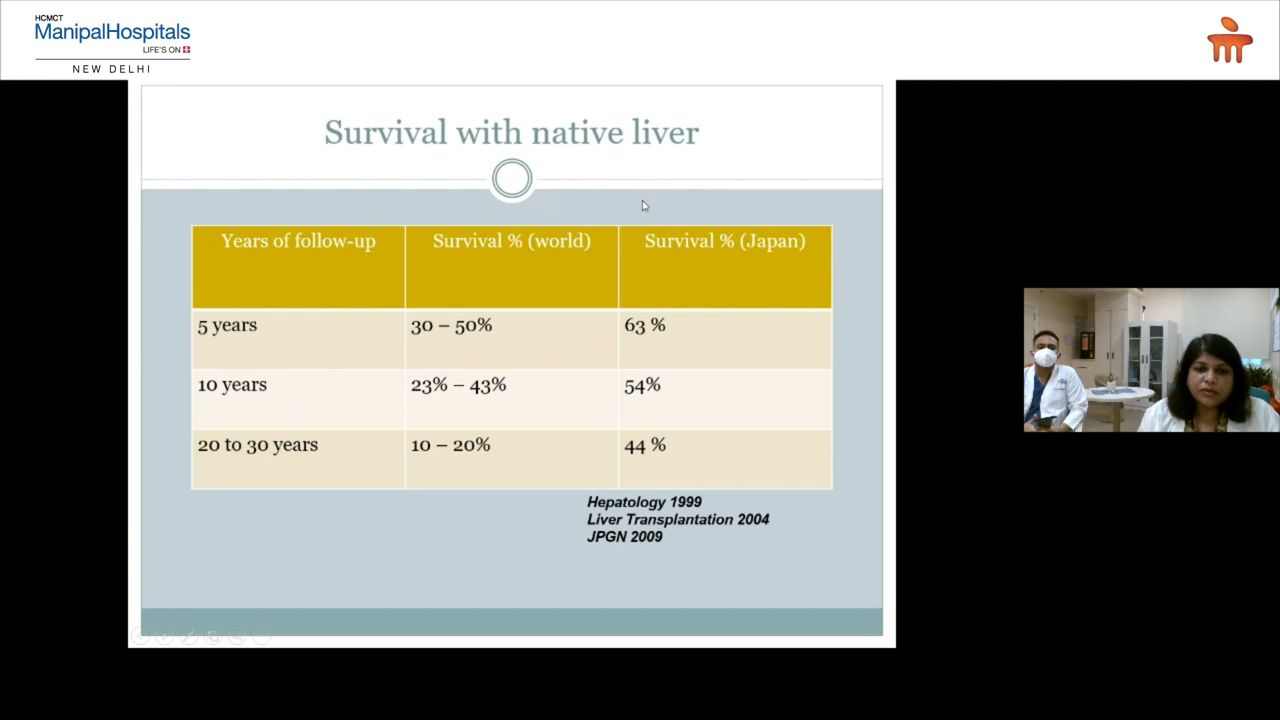 HCMCT
ManipalHospitals
LIFE'S ON
NEW DELHI
Survival with native liver
Years of follow-up Survival % (world) Survival % (Japan)
5 years 30 – 50% 63 %
10 years 23% – 43% 54%
20 to 30 years 10 – 20% 44 %
Hepatology 1999
Liver Transplantation 2004
JPGN 2009